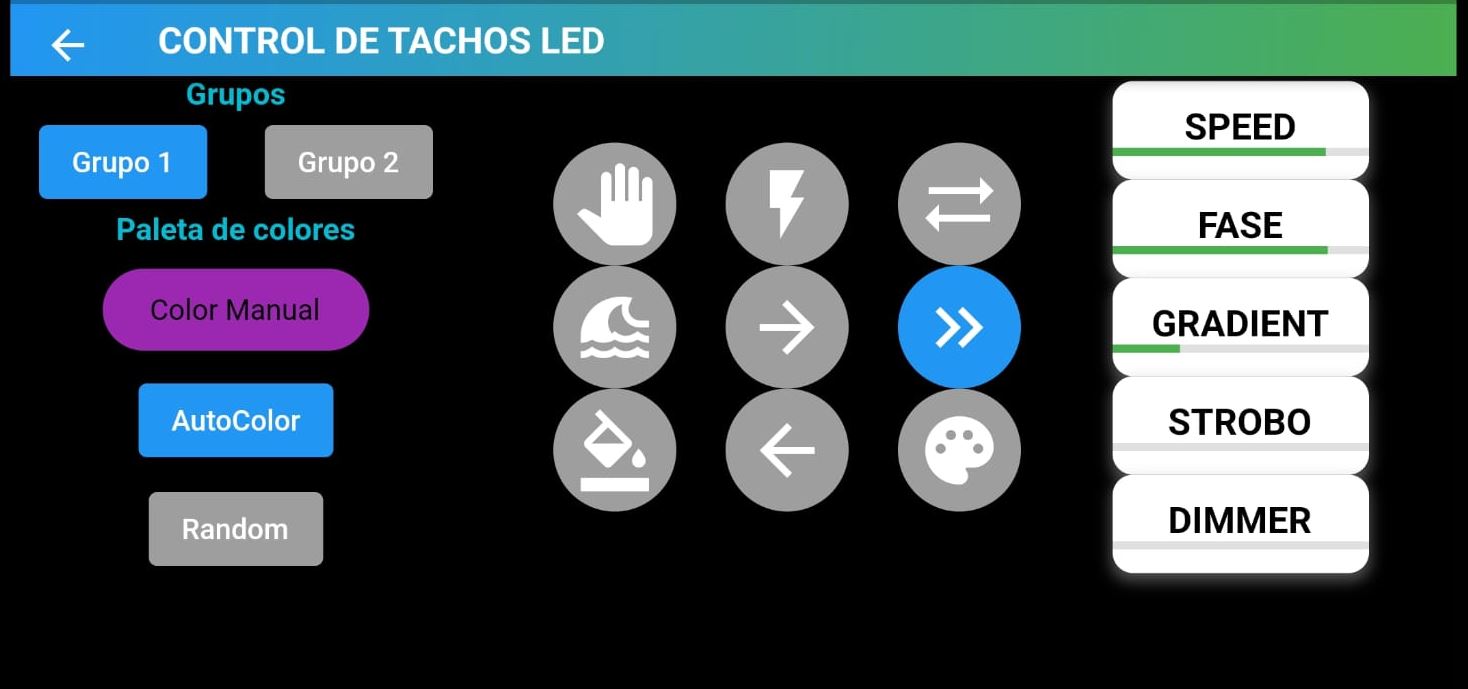 CONTROL DE TACHOS LED
Grupos
Grupo 1
Grupo 2
Paleta de colores
Color Manual
AutoColor
Random
SPEED
FASE
GRADIENT
STROBO
DIMMER